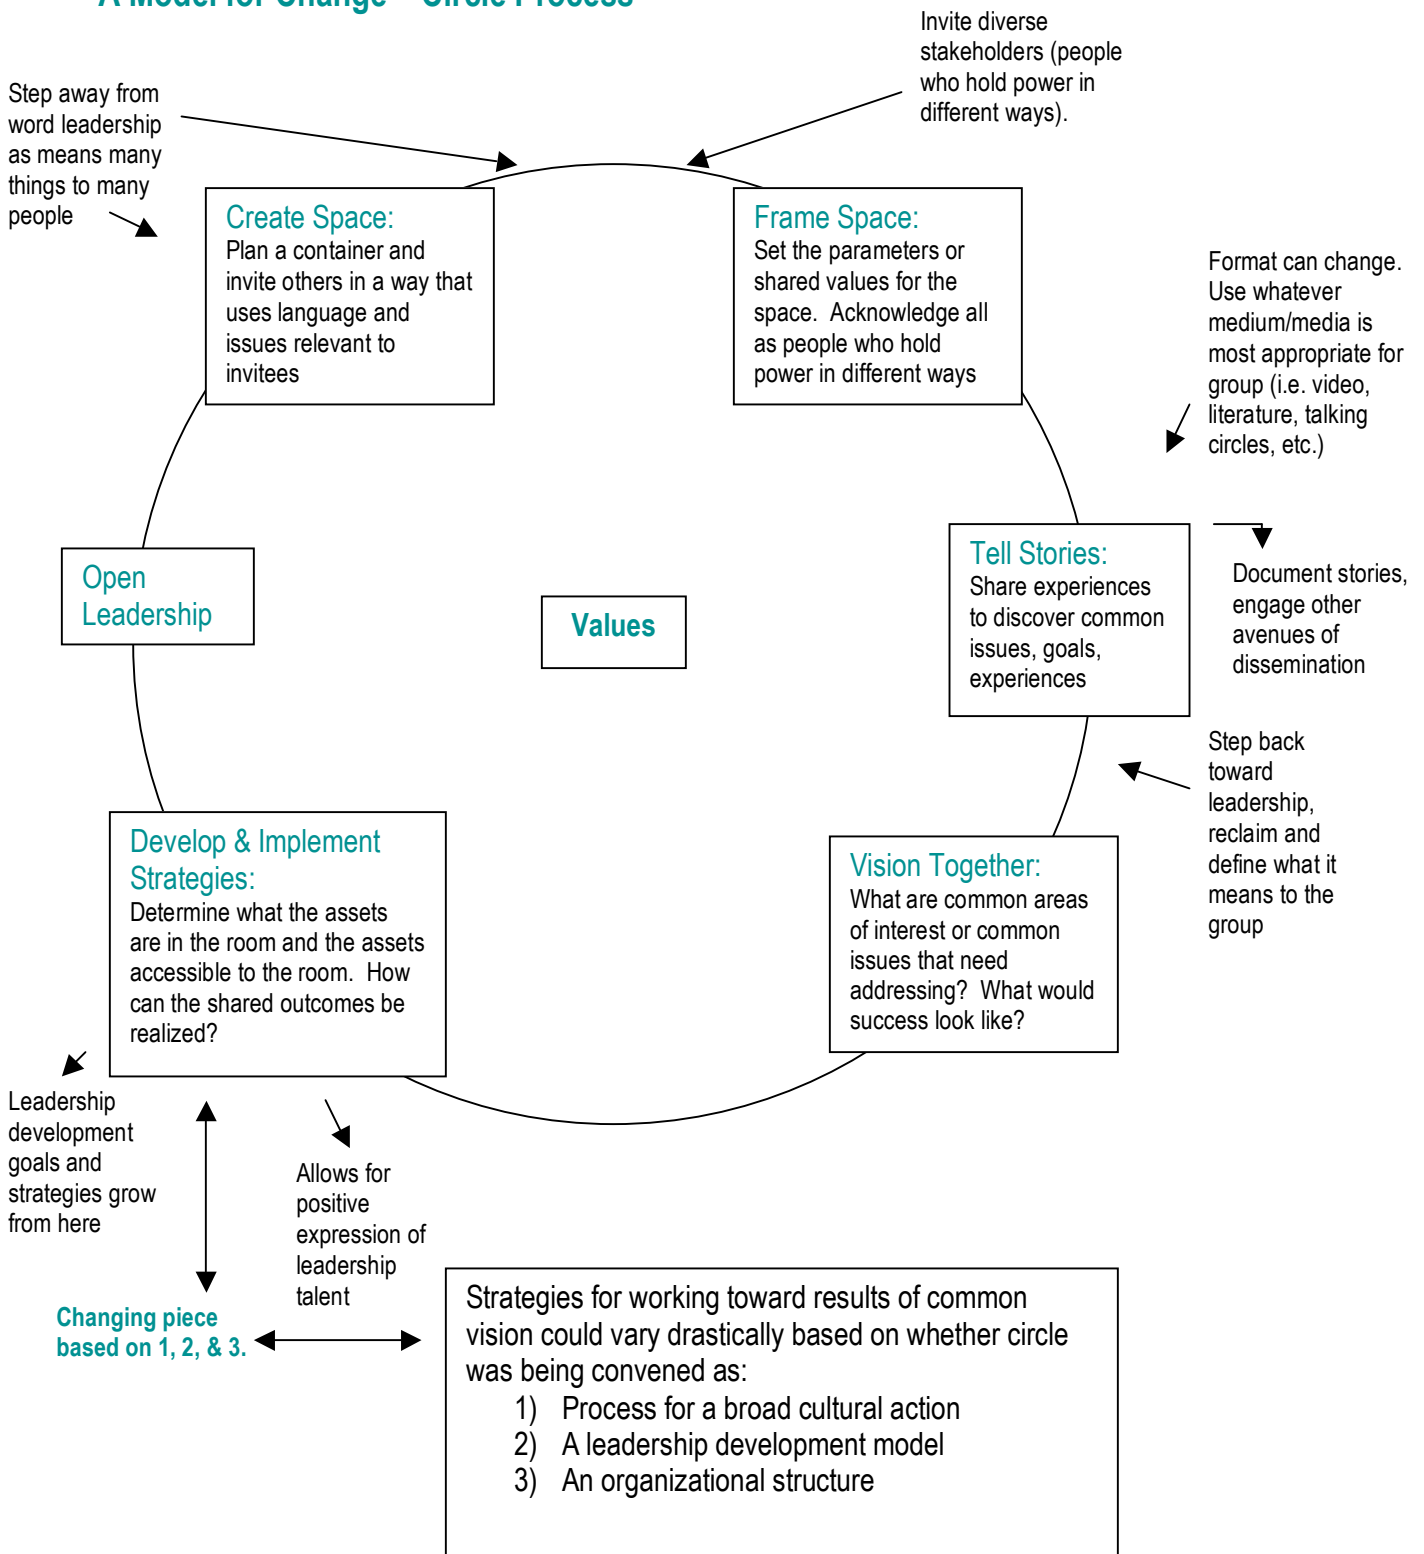 A Model for Change – Circle Process
Invite diverse
stakeholders (people
who hold power in
different ways).
Step away from
word leadership
as means many
things to many
people
Create Space:
Plan a container and
invite others in a way that
uses language and
issues relevant to
invitees
Frame Space:
Set the parameters or
shared values for the
space.  Acknowledge all
as people who hold
power in different ways
Format can change.
Use whatever
medium/media is
most appropriate for
group (i.e. video,
literature, talking
circles, etc.)
Tell Stories:
Share experiences
to discover common
issues, goals,
experiences
Document stories,
engage other
avenues of
dissemination
Open
Leadership
Values
Step back
toward
leadership,
reclaim and
define what it
means to the
group
Vision Together:
What are common areas
of interest or common
issues that need
addressing?  What would
success look like?
Develop & Implement
Strategies:
Determine what the assets
are in the room and the assets
accessible to the room.  How
can the shared outcomes be
realized?
Leadership
development
goals and
strategies grow
from here
Allows for
positive
expression of
leadership
talent
Changing piece
based on 1, 2, & 3.
Strategies for working toward results of common
vision could vary drastically based on whether circle
was being convened as:
1) Process for a broad cultural action
2) A leadership development model
3) An organizational structure